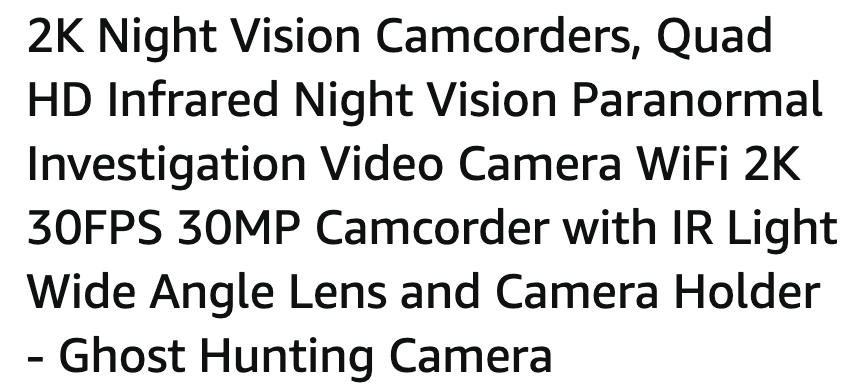 2K Night Vision Camcorders, Quad
HD Infrared Night Vision Paranormal
Investigation Video Camera WiFi 2K
30FPS 30MP Camcorder with IR Light
Wide Angle Lens and Camera Holder
- Ghost Hunting Camera